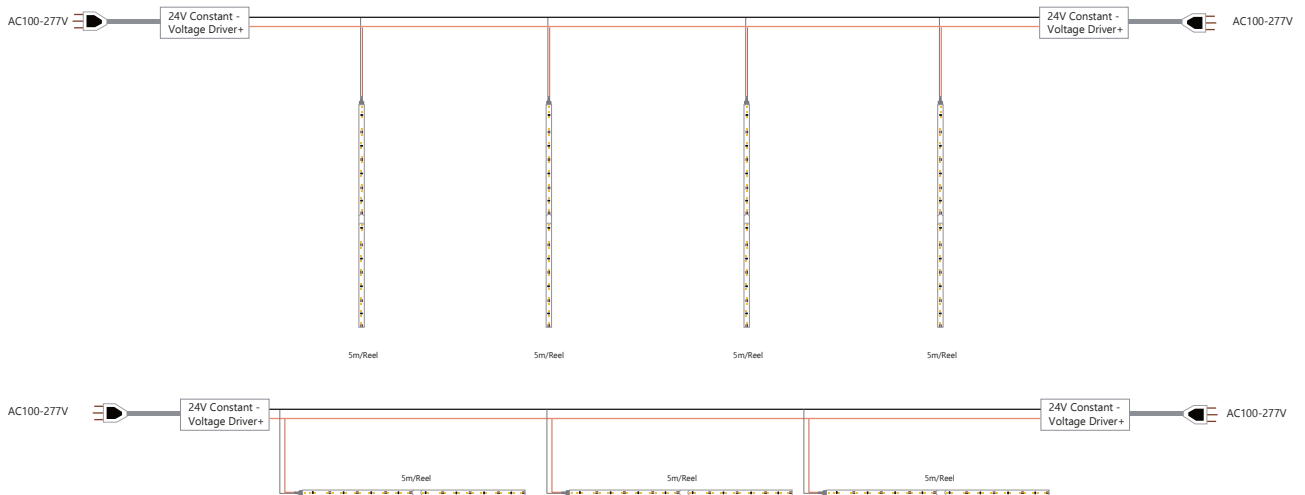 AC100-277V
24V Constant -
Voltage Driver+
24V Constant -
Voltage Driver+
AC100-277V
5m/Reel
5m/Reel
5m/Reel
5m/Reel
AC100-277V
24V Constant -
Voltage Driver+
24V Constant -
Voltage Driver+
AC100-277V
5m/Reel
5m/Reel
5m/Reel